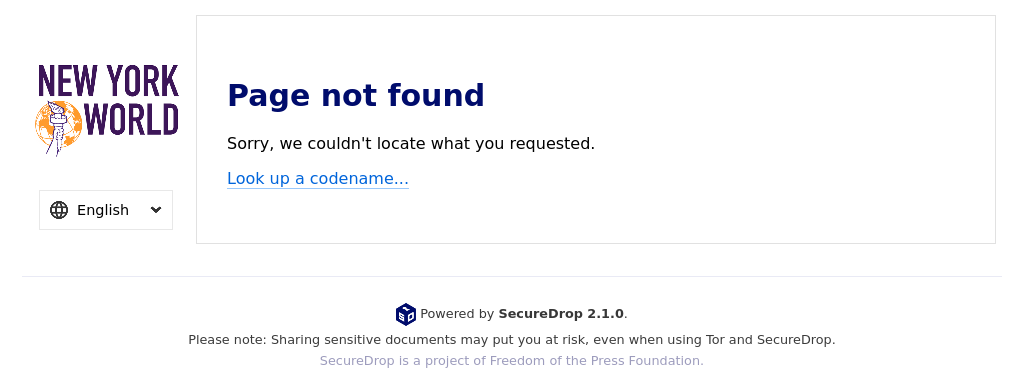 NEW YORK
WORLD
English
Page not found
Sorry, we couldn't locate what you requested.
Look up a codename...
Powered by SecureDrop 2.1.0.
Please note: Sharing sensitive documents may put you at risk, even when using Tor and SecureDrop.
SecureDrop is a project of Freedom of the Press Foundation.